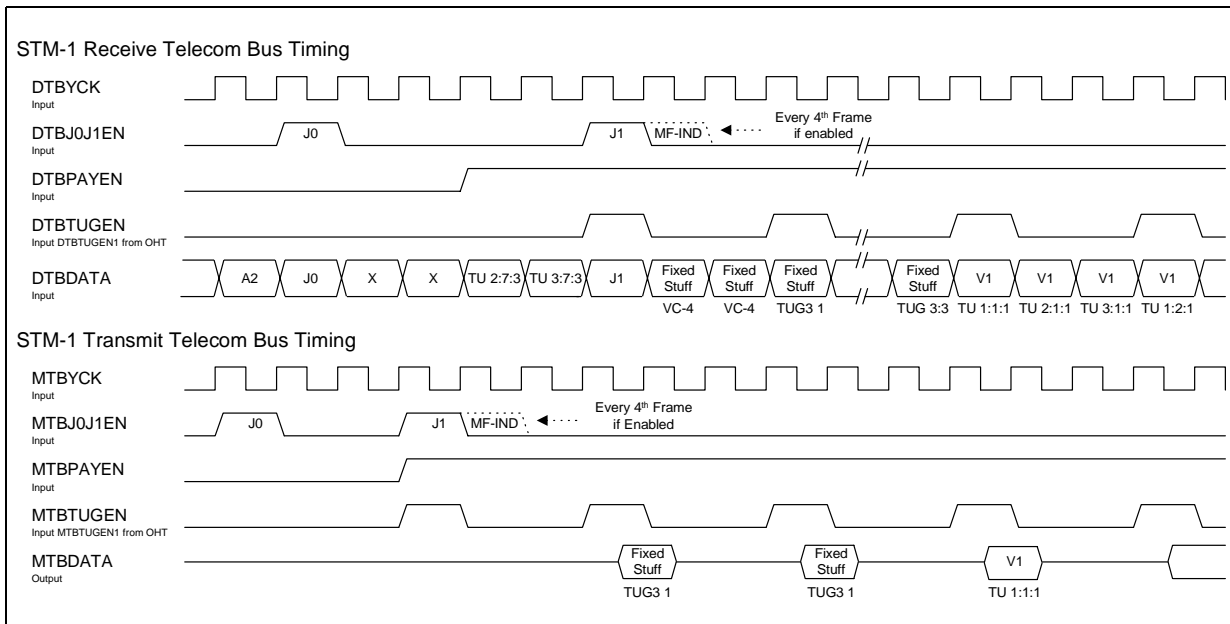 STM-1 Receive Telecom Bus Timing
DTBYCK
Input
DTBJ0J1EN
Input
J0
J1
MF-IND
Every 4th Frame
if enabled
DTBPAYEN
Input
DTBTUGEN
Input DTBTUGEN1 from OHT
DTBDATA
Input
A2
J0
X
X
TU 2:7:3
TU 3:7:3
J1
Fixed
Stuff
Fixed
Stuff
Fixed
Stuff
Fixed
Stuff
V1
V1
V1
V1
VC-4
VC-4
TUG3 1
TUG 3:3
TU 1:1:1
TU 2:1:1
TU 3:1:1
TU 1:2:1
STM-1 Transmit Telecom Bus Timing
MTBYCK
Input
MTBJ0J1EN
Input
J0
J1
MF-IND
Every 4th Frame
if Enabled
MTBPAYEN
Input
MTBTUGEN
Input MTBTUGEN1 from OHT
MTBDATA
Output
Fixed
Stuff
Fixed
Stuff
V1
TUG3 1
TUG3 1
TU 1:1:1